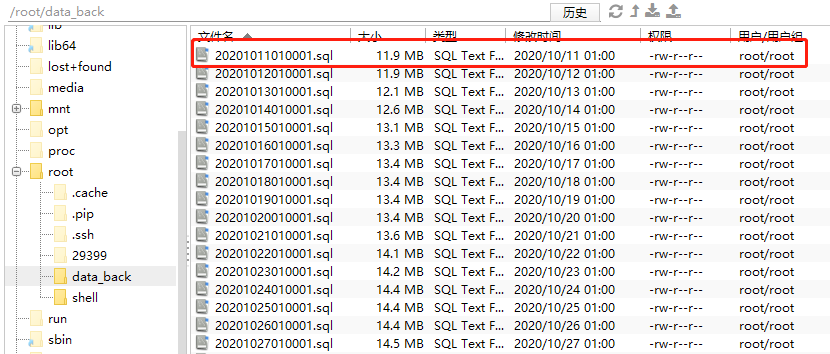 /root/data_back 历史
lib
lib64
lost+found
media
mnt
opt
proc
root
.cache
.pip
.ssh
29399
data_back
shell
run
sbin
文件名 大小 类型 修改时间 权限 用户/用户组
20201011010001.sql 11.9 MB SQL Text F... 2020/10/11 01:00 -rw-r--r-- root/root
20201012010001.sql 11.9 MB SQL Text F... 2020/10/12 01:00 -rw-r--r-- root/root
20201013010001.sql 12.1 MB SQL Text F... 2020/10/13 01:00 -rw-r--r-- root/root
20201014010001.sql 12.6 MB SQL Text F... 2020/10/14 01:00 -rw-r--r-- root/root
20201015010001.sql 13.1 MB SQL Text F... 2020/10/15 01:00 -rw-r--r-- root/root
20201016010001.sql 13.3 MB SQL Text F... 2020/10/16 01:00 -rw-r--r-- root/root
20201017010001.sql 13.4 MB SQL Text F... 2020/10/17 01:00 -rw-r--r-- root/root
20201018010001.sql 13.4 MB SQL Text F... 2020/10/18 01:00 -rw-r--r-- root/root
20201019010001.sql 13.4 MB SQL Text F... 2020/10/19 01:00 -rw-r--r-- root/root
20201020010001.sql 13.4 MB SQL Text F... 2020/10/20 01:00 -rw-r--r-- root/root
20201021010001.sql 13.6 MB SQL Text F... 2020/10/21 01:00 -rw-r--r-- root/root
20201022010001.sql 14.1 MB SQL Text F... 2020/10/22 01:00 -rw-r--r-- root/root
20201023010001.sql 14.2 MB SQL Text F... 2020/10/23 01:00 -rw-r--r-- root/root
20201024010001.sql 14.4 MB SQL Text F... 2020/10/24 01:00 -rw-r--r-- root/root
20201025010001.sql 14.4 MB SQL Text F... 2020/10/25 01:00 -rw-r--r-- root/root
20201026010001.sql 14.4 MB SQL Text F... 2020/10/26 01:00 -rw-r--r-- root/root
20201027010001.sql 14.5 MB SQL Text F... 2020/10/27 01:00 -rw-r--r-- root/root